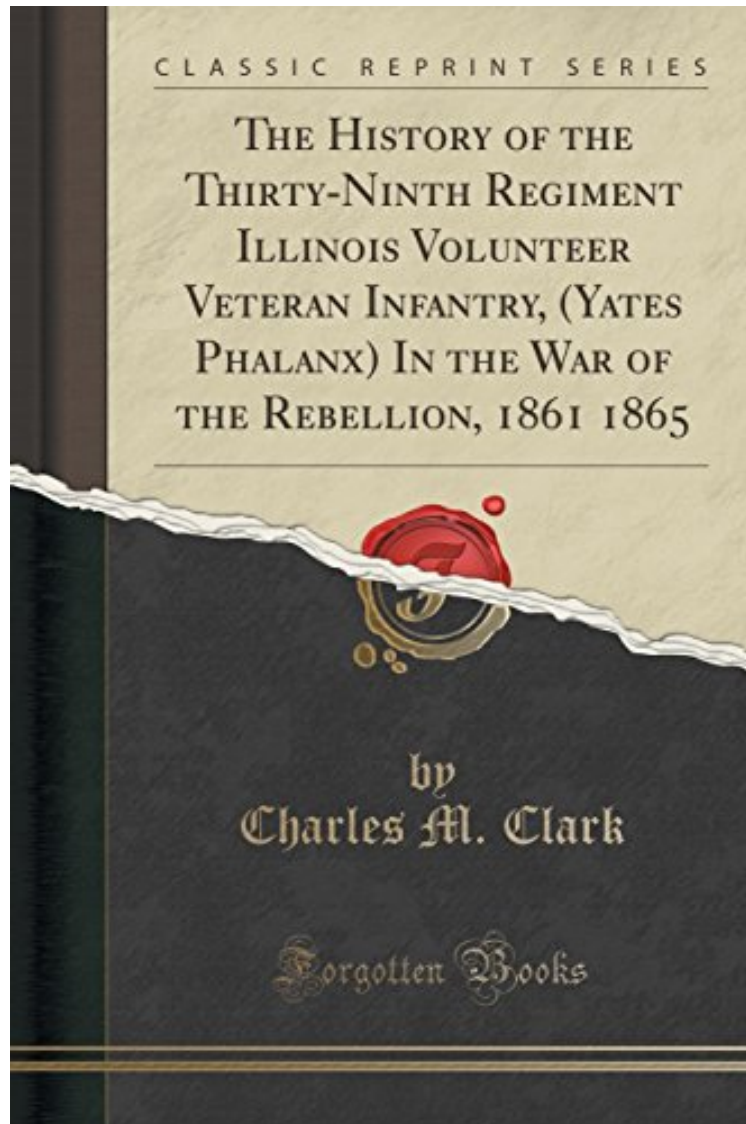 CLASSIC REPRINT SERIES
THE HISTORY OF THE
THIRTY-NINTH REGIMENT
ILLINOIS VOLUNTEER
VETERAN INFANTRY, (YATES
PHALANX) IN THE WAR OF
THE REBELLION, 1861 1865
by
Charles M. Clark
Forgotten Books